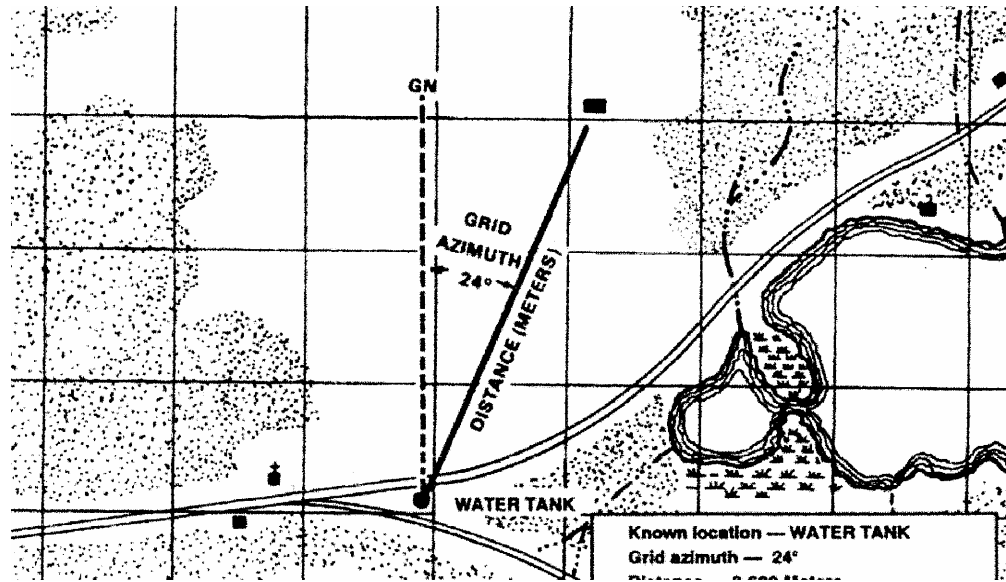 GN
GRID
AZIMUTH
24°
DISTANCE (METERS)
WATER TANK
Known location — WATER TANK
Grid azimuth — 24°